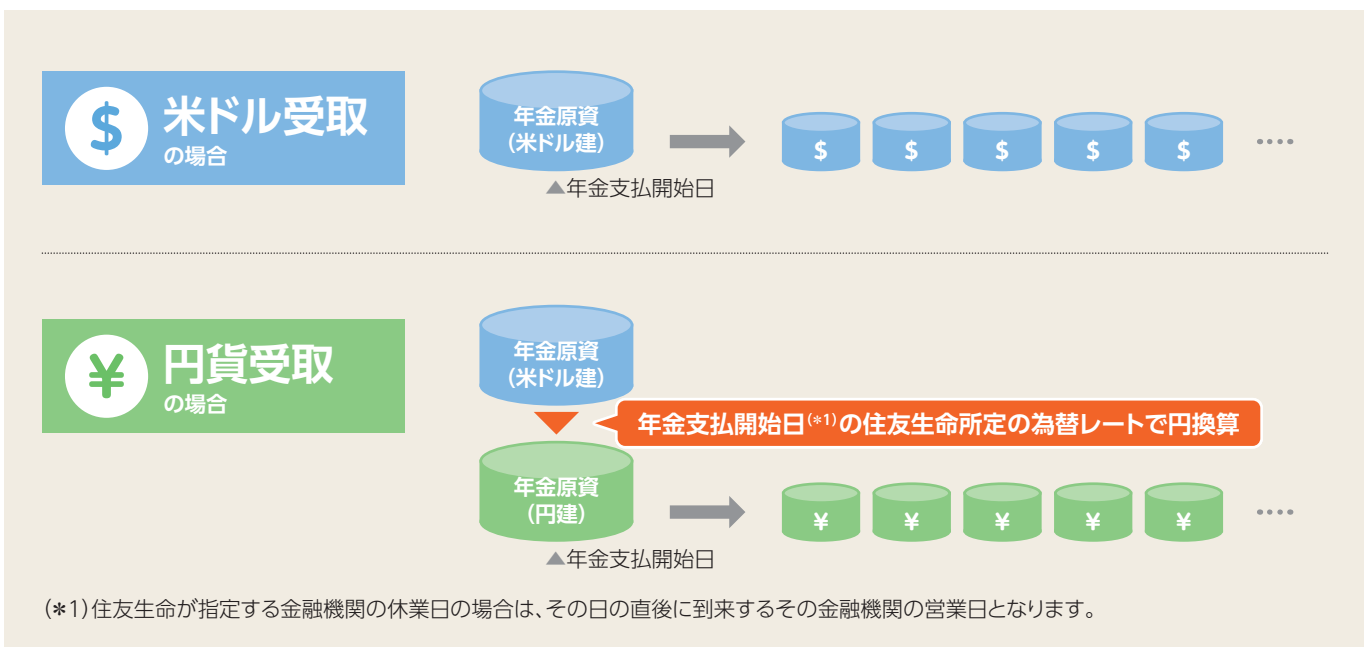 $
米ドル受取
の場合
年金原資
(米ドル建)
$ $ $ $ $ ····
▲年金支払開始日
¥
円貨受取
の場合
年金原資
(米ドル建)
年金支払開始日(*1)の住友生命所定の為替レートで円換算
年金原資
(円建)
¥ ¥ ¥ ¥ ¥ ····
▲年金支払開始日
(*1)住友生命が指定する金融機関の休業日の場合は、その日の直後に到来するその金融機関の営業日となります。